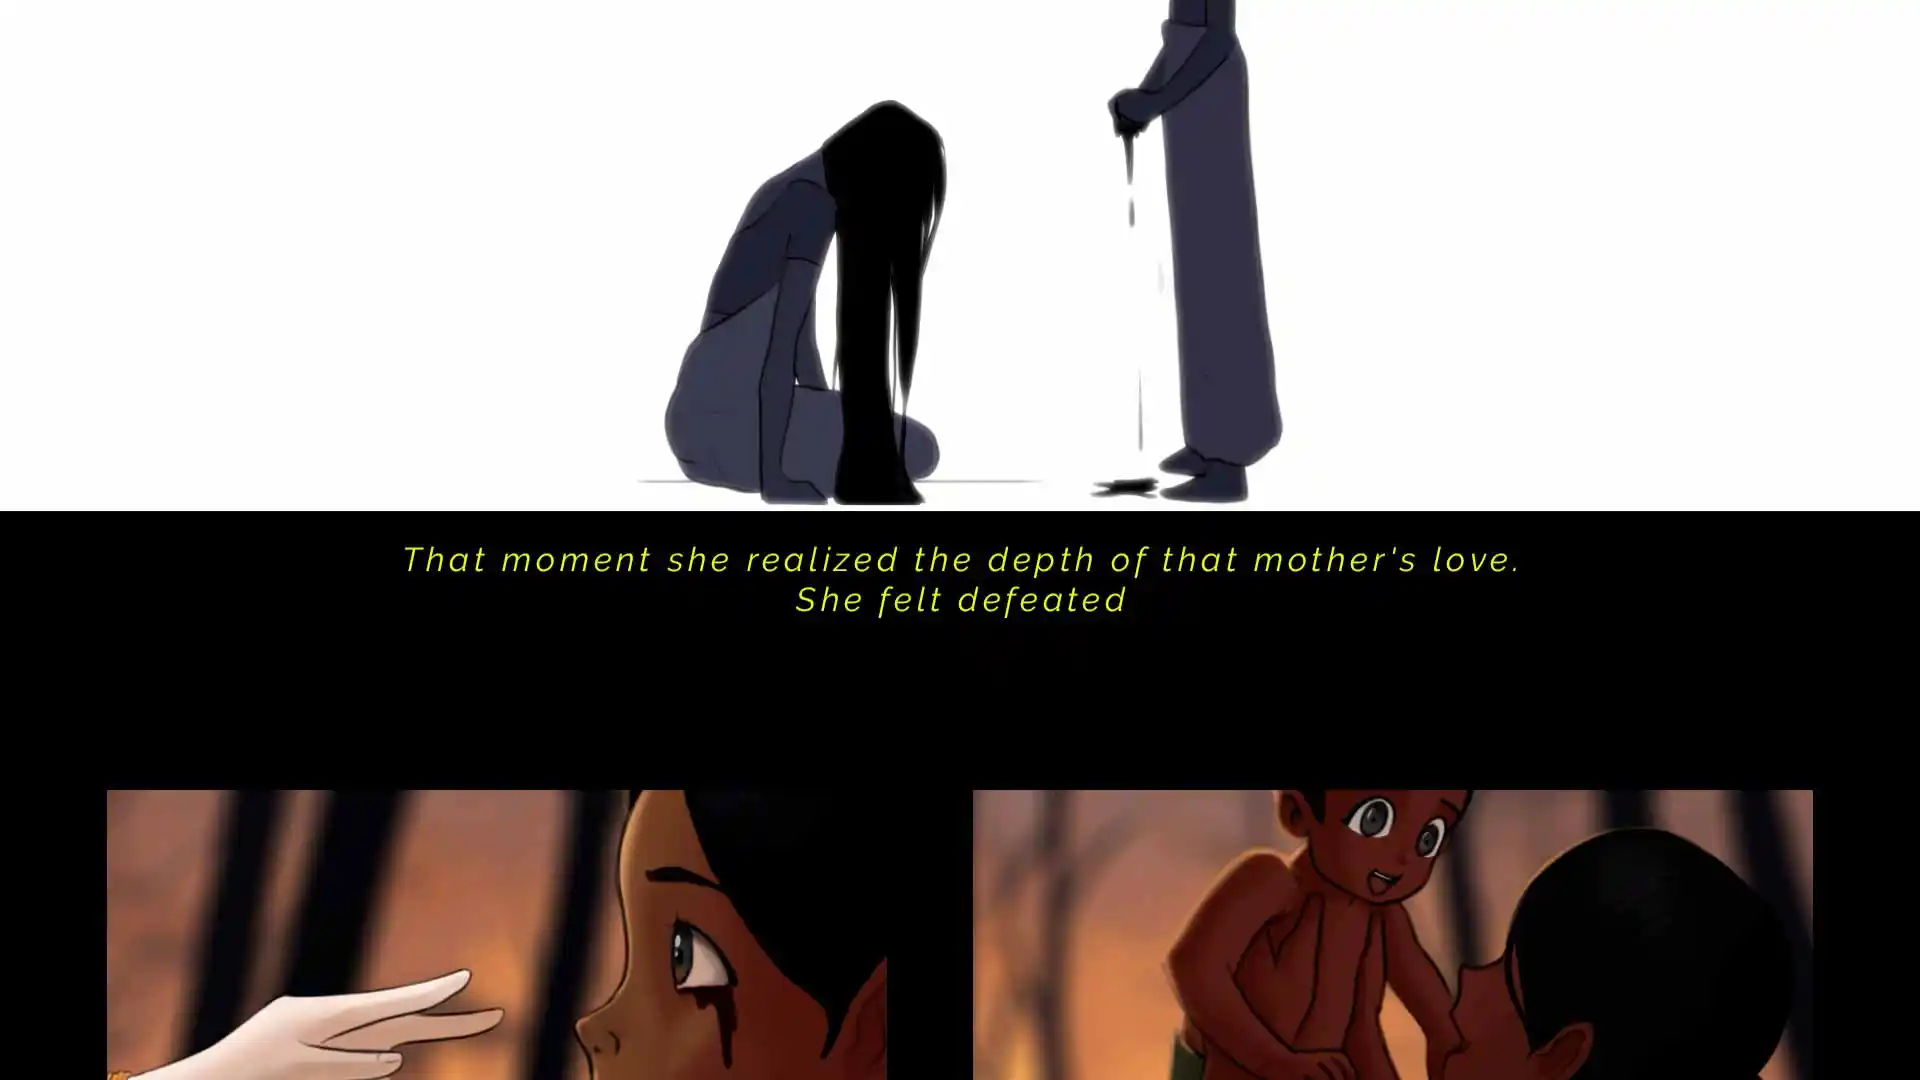 That moment she realized the depth of that mother's love.
She felt defeated